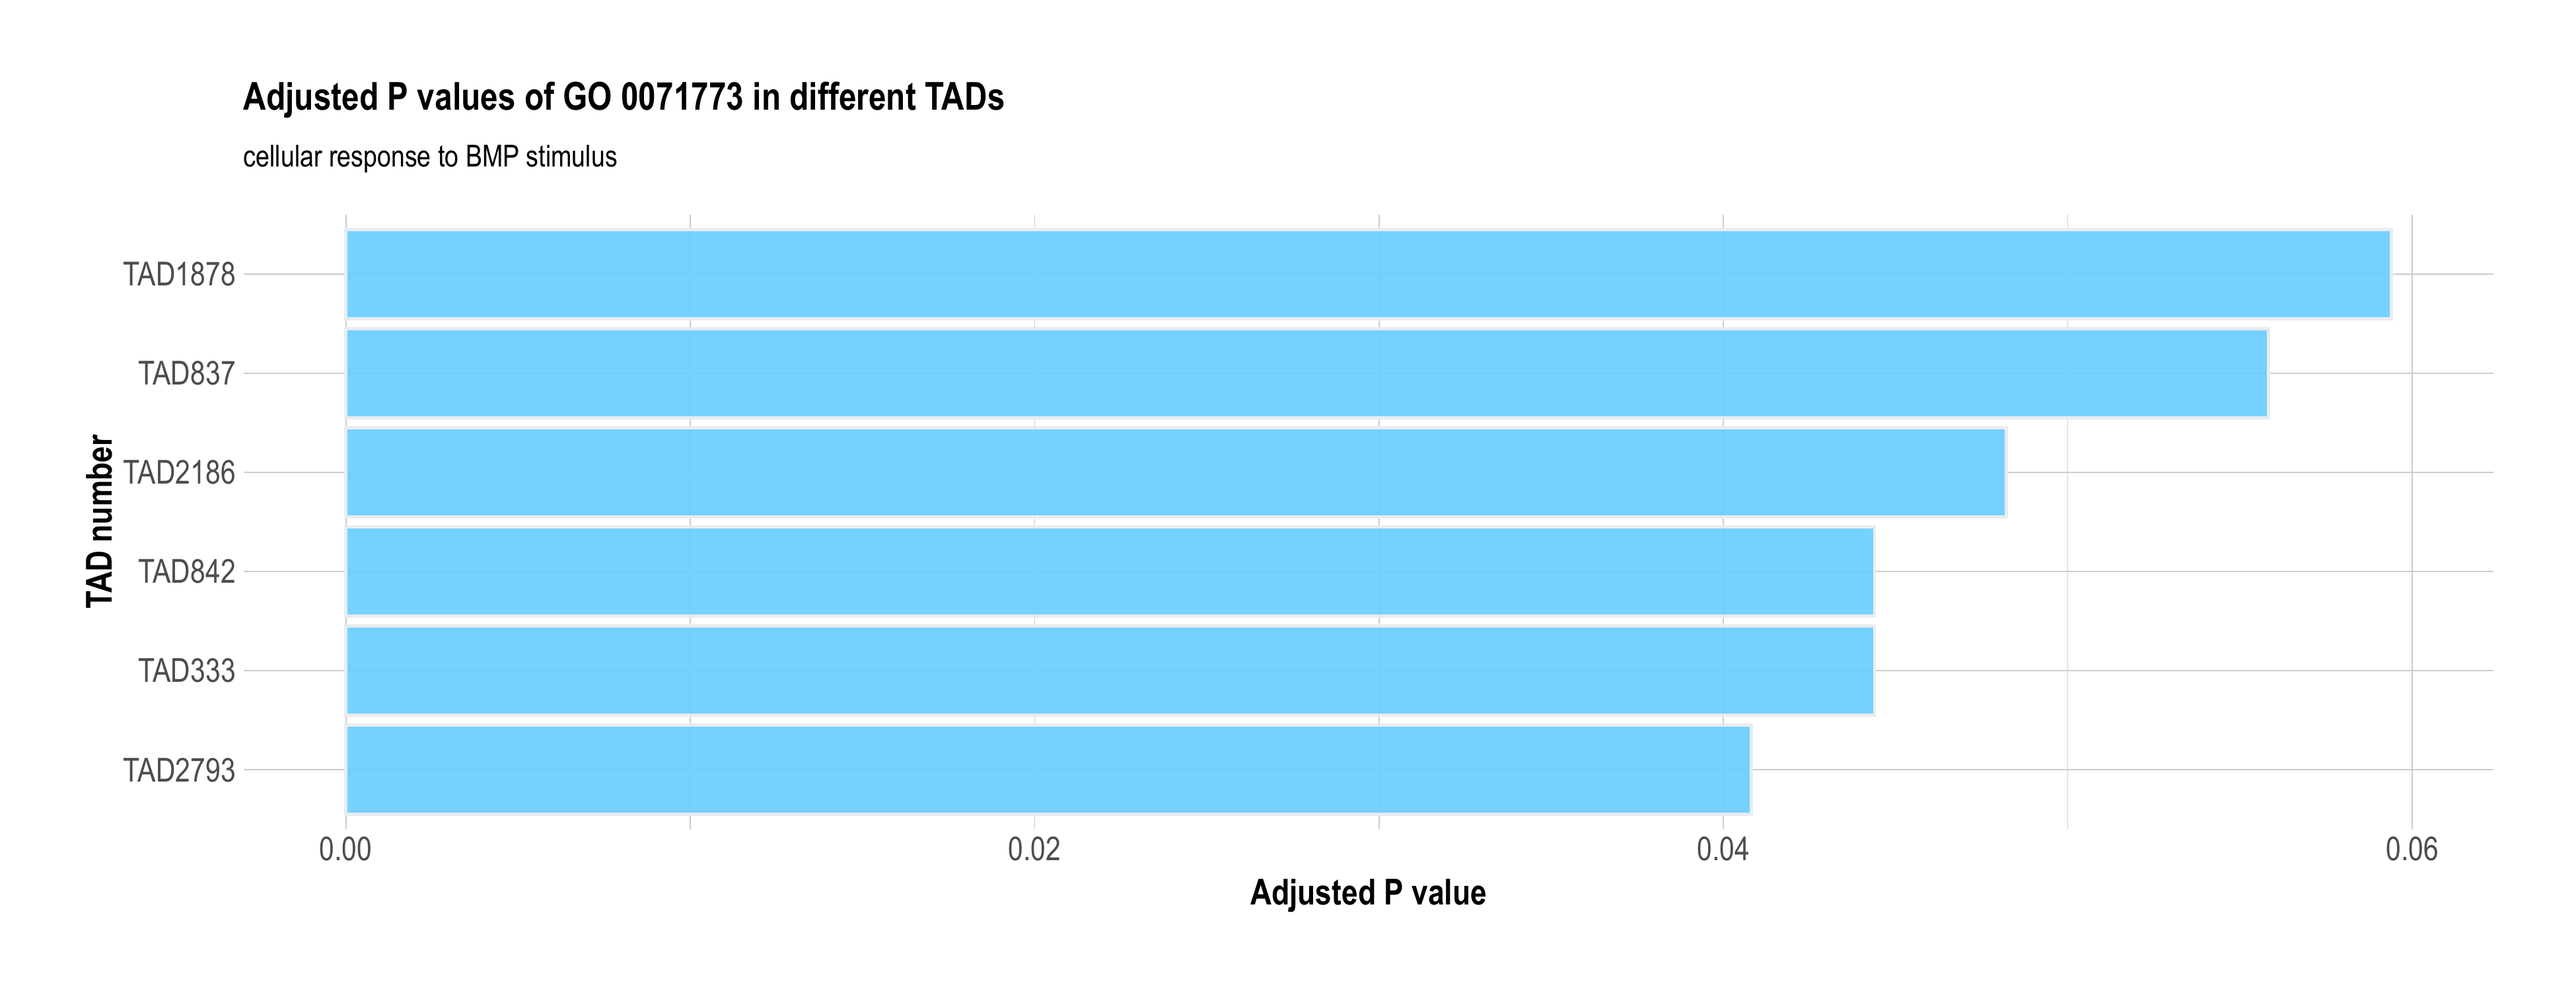 Adjusted P values of GO 0071773 in different TADs
cellular response to BMP stimulus
TAD number
TAD1878
TAD837
TAD2186
TAD842
TAD333
TAD2793
0.00 0.02 0.04 0.06
Adjusted P value